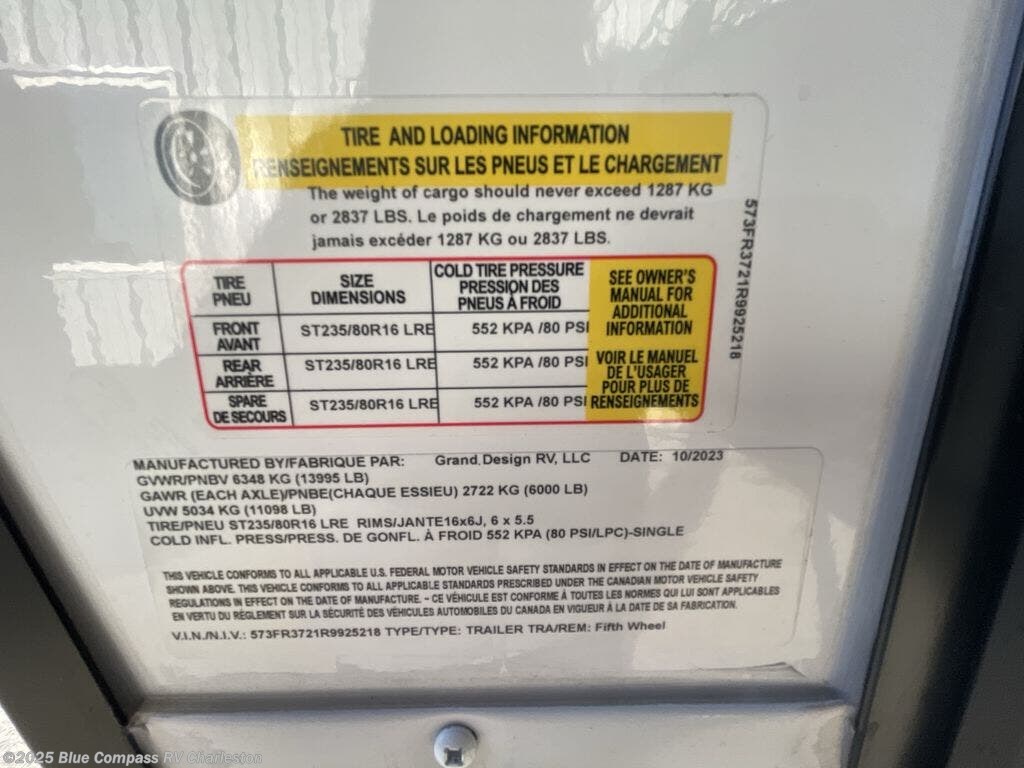 TIRE AND LOADING INFORMATION
RENSEIGNEMENTS SUR LES PNEUS ET LE CHARGEMENT
The weight of cargo should never exceed 1287 KG
or 2837 LBS. Le poids de chargement ne devrait
jamais excéder 1287 KG ou 2837 LBS.
573FR3721R9925218
TIRE
PNEU
SIZE
DIMENSIONS
COLD TIRE PRESSURE
PRESSION DES
PNEUS À FROID
SEE OWNER'S
MANUAL FOR
ADDITIONAL
INFORMATION
FRONT
AVANT
ST235/80R16 LRE
552 KPA /80 PSI
REAR
ARRIÈRE
ST235/80R16 LRE
552 KPA /80 PSI
VOIR LE MANUEL
DE L'USAGER
POUR PLUS DE
RENSEIGNEMENTS
SPARE
DE SECOURS
ST235/80R16 LRE
552 KPA /80 PSI
MANUFACTURED BY/FABRIQUE PAR: Grand Design RV, LLC DATE: 10/2023
GVWR/PNBV 6348 KG (13995 LB)
GAWR (EACH AXLE)/PNBE(CHAQUE ESSIEU) 2722 KG (6000 LB)
UVW 5034 KG (11098 LB)
TIRE/PNEU ST235/80R16 LRE RIMS/JANTE16x6J, 6 x 5.5
COLD INFL. PRESS/PRESS. DE GONFL. À FROID 552 KPA (80 PSI/LPC)-SINGLE
THIS VEHICLE CONFORMS TO ALL APPLICABLE U.S. FEDERAL MOTOR VEHICLE SAFETY STANDARDS IN EFFECT ON THE DATE OF MANUFACTURE
SHOWN ABOVE. THIS VEHICLE CONFORMS TO ALL APPLICABLE STANDARDS PRESCRIBED UNDER THE CANADIAN MOTOR VEHICLE SAFETY
REGULATIONS IN EFFECT ON THE DATE OF MANUFACTURE. - CE VÉHICULE EST CONFORME À TOUTES LES NORMES QUI LUI SONT APPLICABLES
EN VERTU DU RÈGLEMENT SUR LA SÉCURITÉ DES VÉHICULES AUTOMOBILES DU CANADA EN VIGUEUR À LA DATE DE SA FABRICATION.
V.I.N./N.I.V.: 573FR3721R9925218 TYPE/TYPE: TRAILER TRA/REM: Fifth Wheel
©2025 Blue Compass RV Charleston